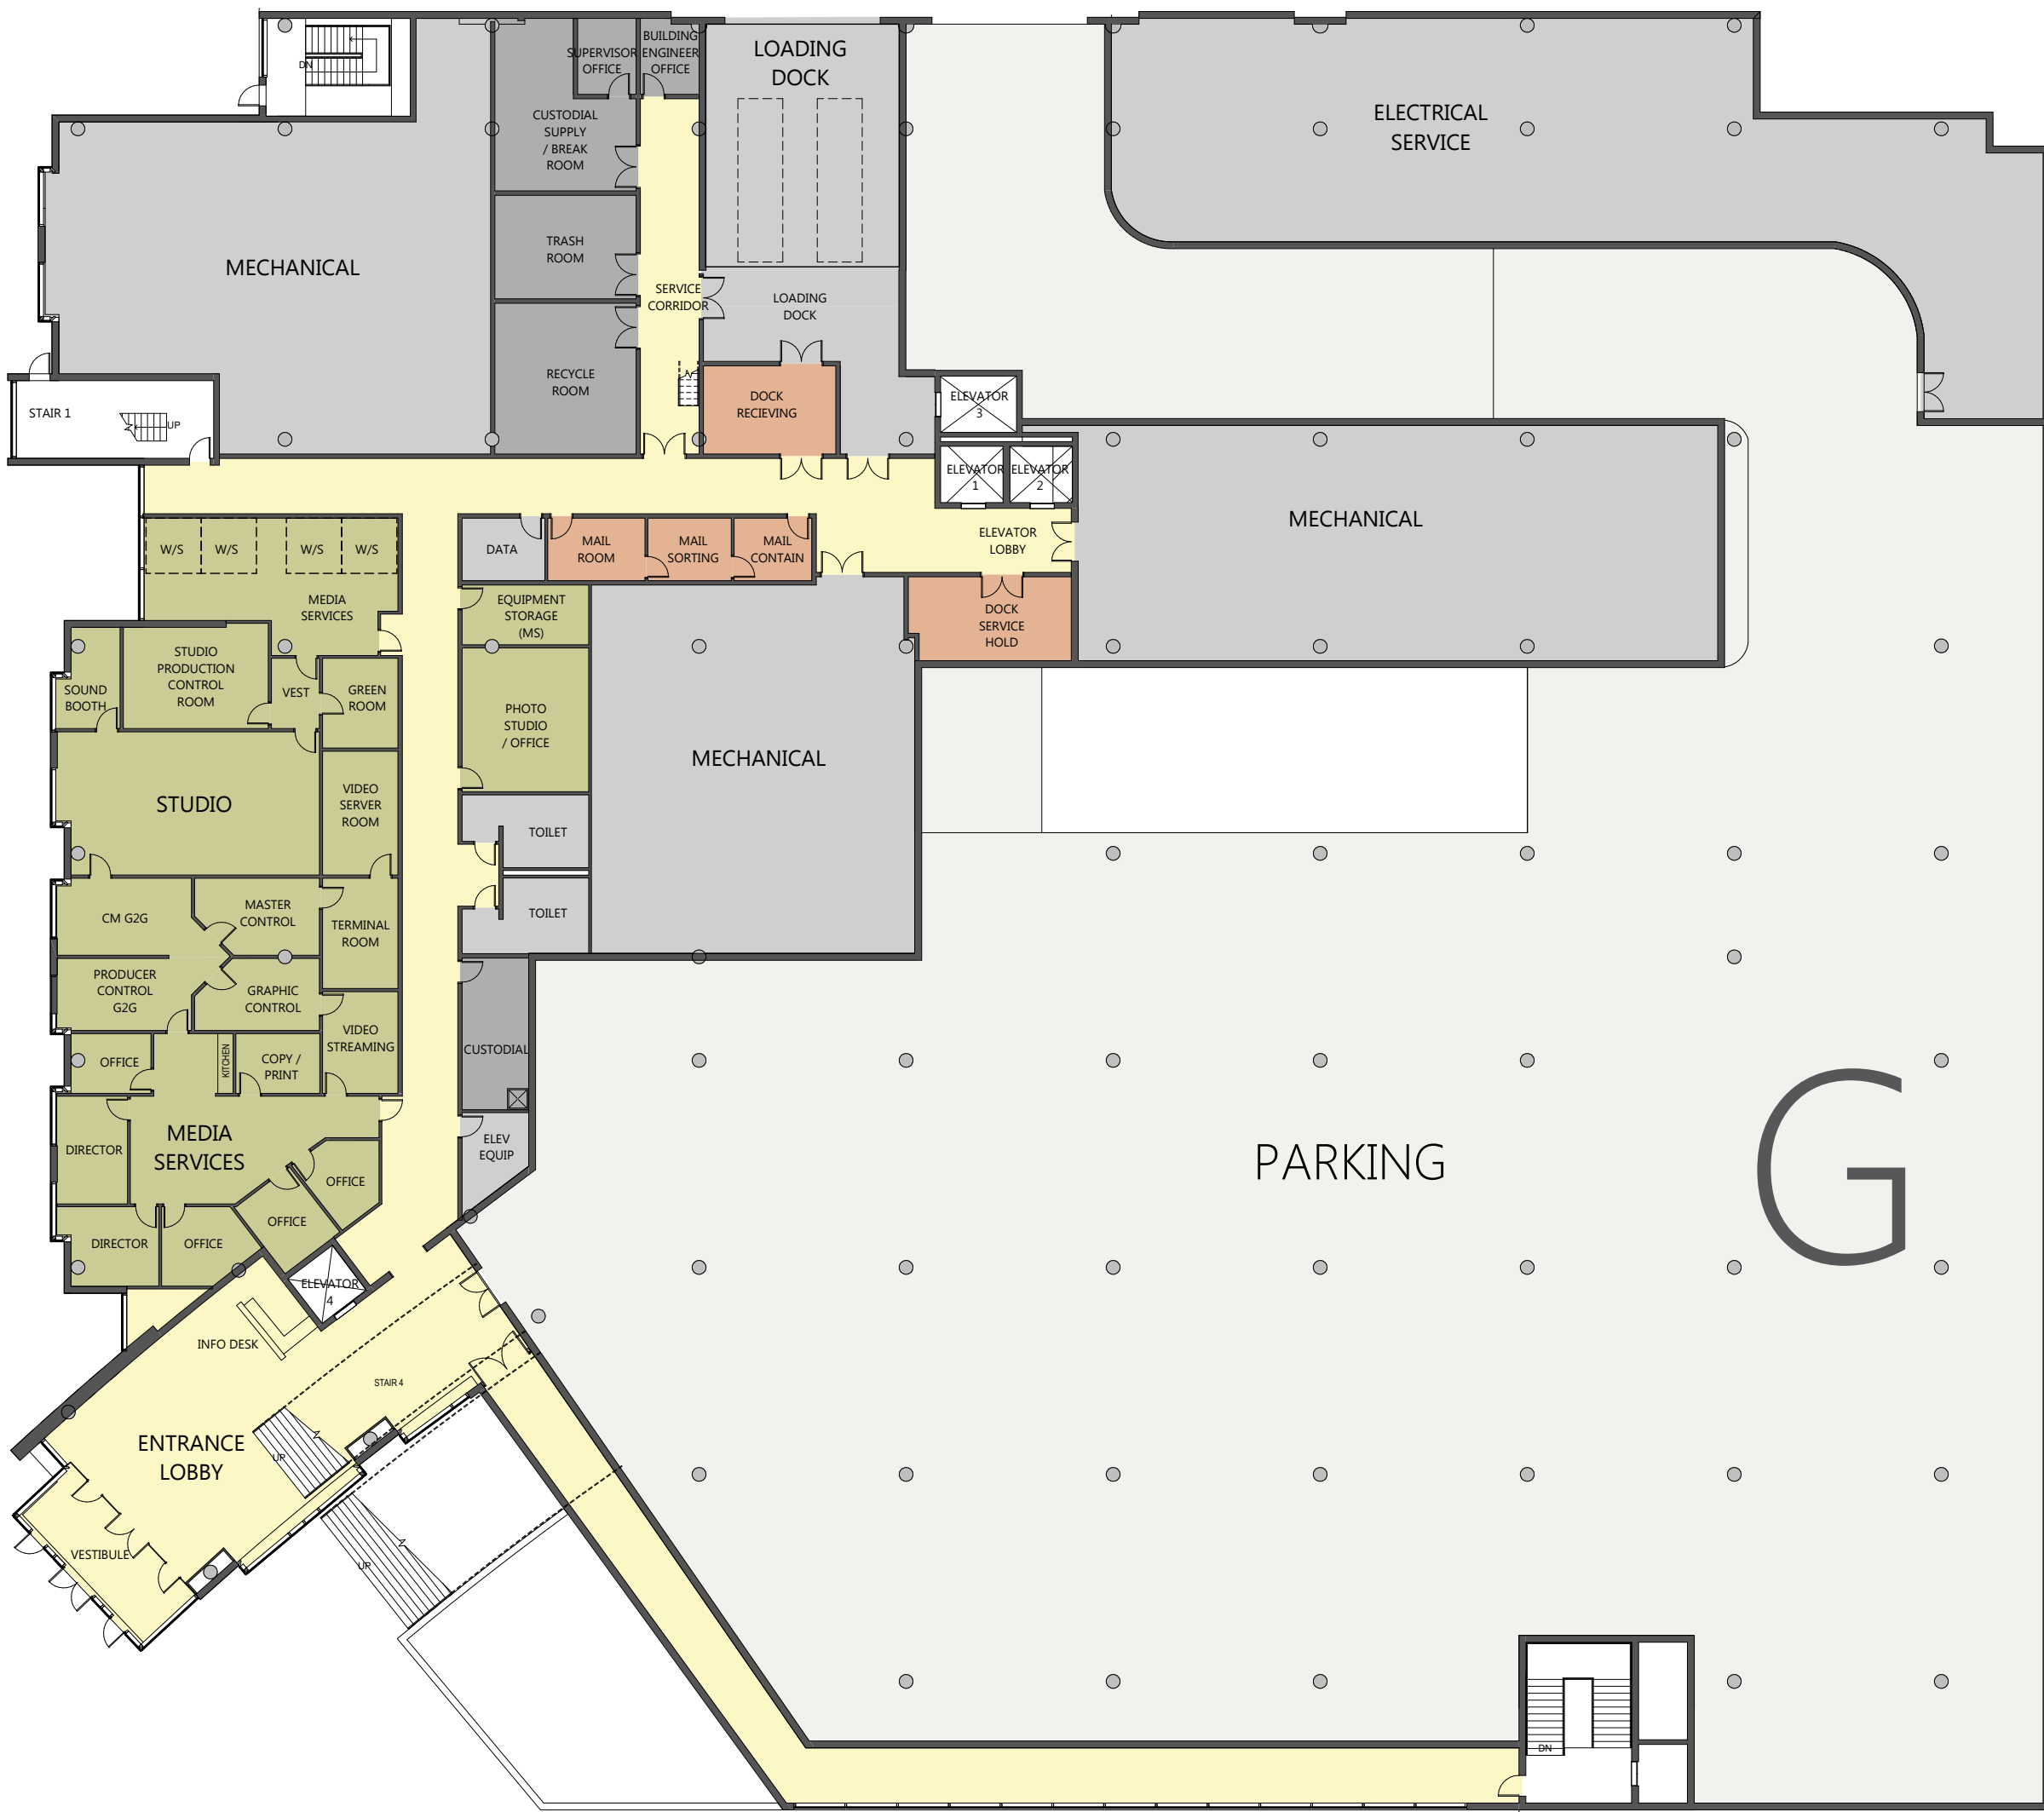 DN
SUPERVISOR
OFFICE
BUILDING
ENGINEER
OFFICE
LOADING
DOCK
ELECTRICAL
SERVICE
CUSTODIAL
SUPPLY
/ BREAK
ROOM
MECHANICAL
TRASH
ROOM
SERVICE
CORRIDOR
LOADING
DOCK
RECYCLE
ROOM
DOCK
RECIEVING
ELEVATOR
3
STAIR 1
UP
ELEVATOR
1
ELEVATOR
2
MECHANICAL
W/S
W/S
W/S
W/S
DATA
MAIL
ROOM
MAIL
SORTING
MAIL
CONTAIN
ELEVATOR
LOBBY
MEDIA
SERVICES
EQUIPMENT
STORAGE
(MS)
DOCK
SERVICE
HOLD
STUDIO
PRODUCTION
CONTROL
ROOM
SOUND
BOOTH
VEST
GREEN
ROOM
PHOTO
STUDIO
/ OFFICE
MECHANICAL
STUDIO
VIDEO
SERVER
ROOM
TOILET
CM G2G
MASTER
CONTROL
TERMINAL
ROOM
TOILET
PRODUCER
CONTROL
G2G
GRAPHIC
CONTROL
VIDEO
STREAMING
CUSTODIAL
OFFICE
KITCHEN
COPY /
PRINT
MEDIA
SERVICES
DIRECTOR
ELEV
EQUIP
OFFICE
PARKING
G
OFFICE
DIRECTOR
OFFICE
ELEVATOR
4
INFO DESK
STAIR 4
ENTRANCE
LOBBY
UP
VESTIBULE
UP
DN